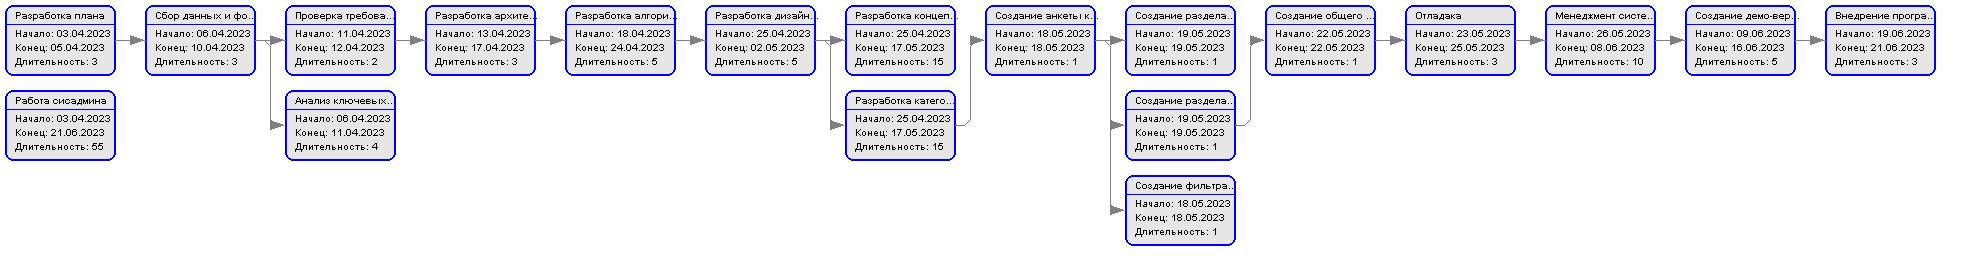 Разработка плана
Начало: 03.04.2023
Конец: 05.04.2023
Длительность: 3
Сбор данных и фо...
Начало: 06.04.2023
Конец: 10.04.2023
Длительность: 3
Проверка требова...
Начало: 11.04.2023
Конец: 12.04.2023
Длительность: 2
Разработка архите...
Начало: 13.04.2023
Конец: 17.04.2023
Длительность: 3
Разработка алгори...
Начало: 18.04.2023
Конец: 24.04.2023
Длительность: 5
Разработка дизайн...
Начало: 25.04.2023
Конец: 02.05.2023
Длительность: 5
Разработка концеп...
Начало: 25.04.2023
Конец: 17.05.2023
Длительность: 15
Создание анкеты к...
Начало: 18.05.2023
Конец: 18.05.2023
Длительность: 1
Создание раздела...
Начало: 19.05.2023
Конец: 19.05.2023
Длительность: 1
Создание общего ...
Начало: 22.05.2023
Конец: 22.05.2023
Длительность: 1
Отладака
Начало: 23.05.2023
Конец: 25.05.2023
Длительность: 3
Менеджмент систе...
Начало: 26.05.2023
Конец: 08.06.2023
Длительность: 10
Создание демо-вер...
Начало: 09.06.2023
Конец: 16.06.2023
Длительность: 5
Внедрение програ...
Начало: 19.06.2023
Конец: 21.06.2023
Длительность: 3
Работа сисадмина
Начало: 03.04.2023
Конец: 21.06.2023
Длительность: 55
Анализ ключевых...
Начало: 06.04.2023
Конец: 11.04.2023
Длительность: 4
Разработка катего...
Начало: 25.04.2023
Конец: 17.05.2023
Длительность: 15
Создание раздела...
Начало: 19.05.2023
Конец: 19.05.2023
Длительность: 1
Создание фильтра...
Начало: 18.05.2023
Конец: 18.05.2023
Длительность: 1